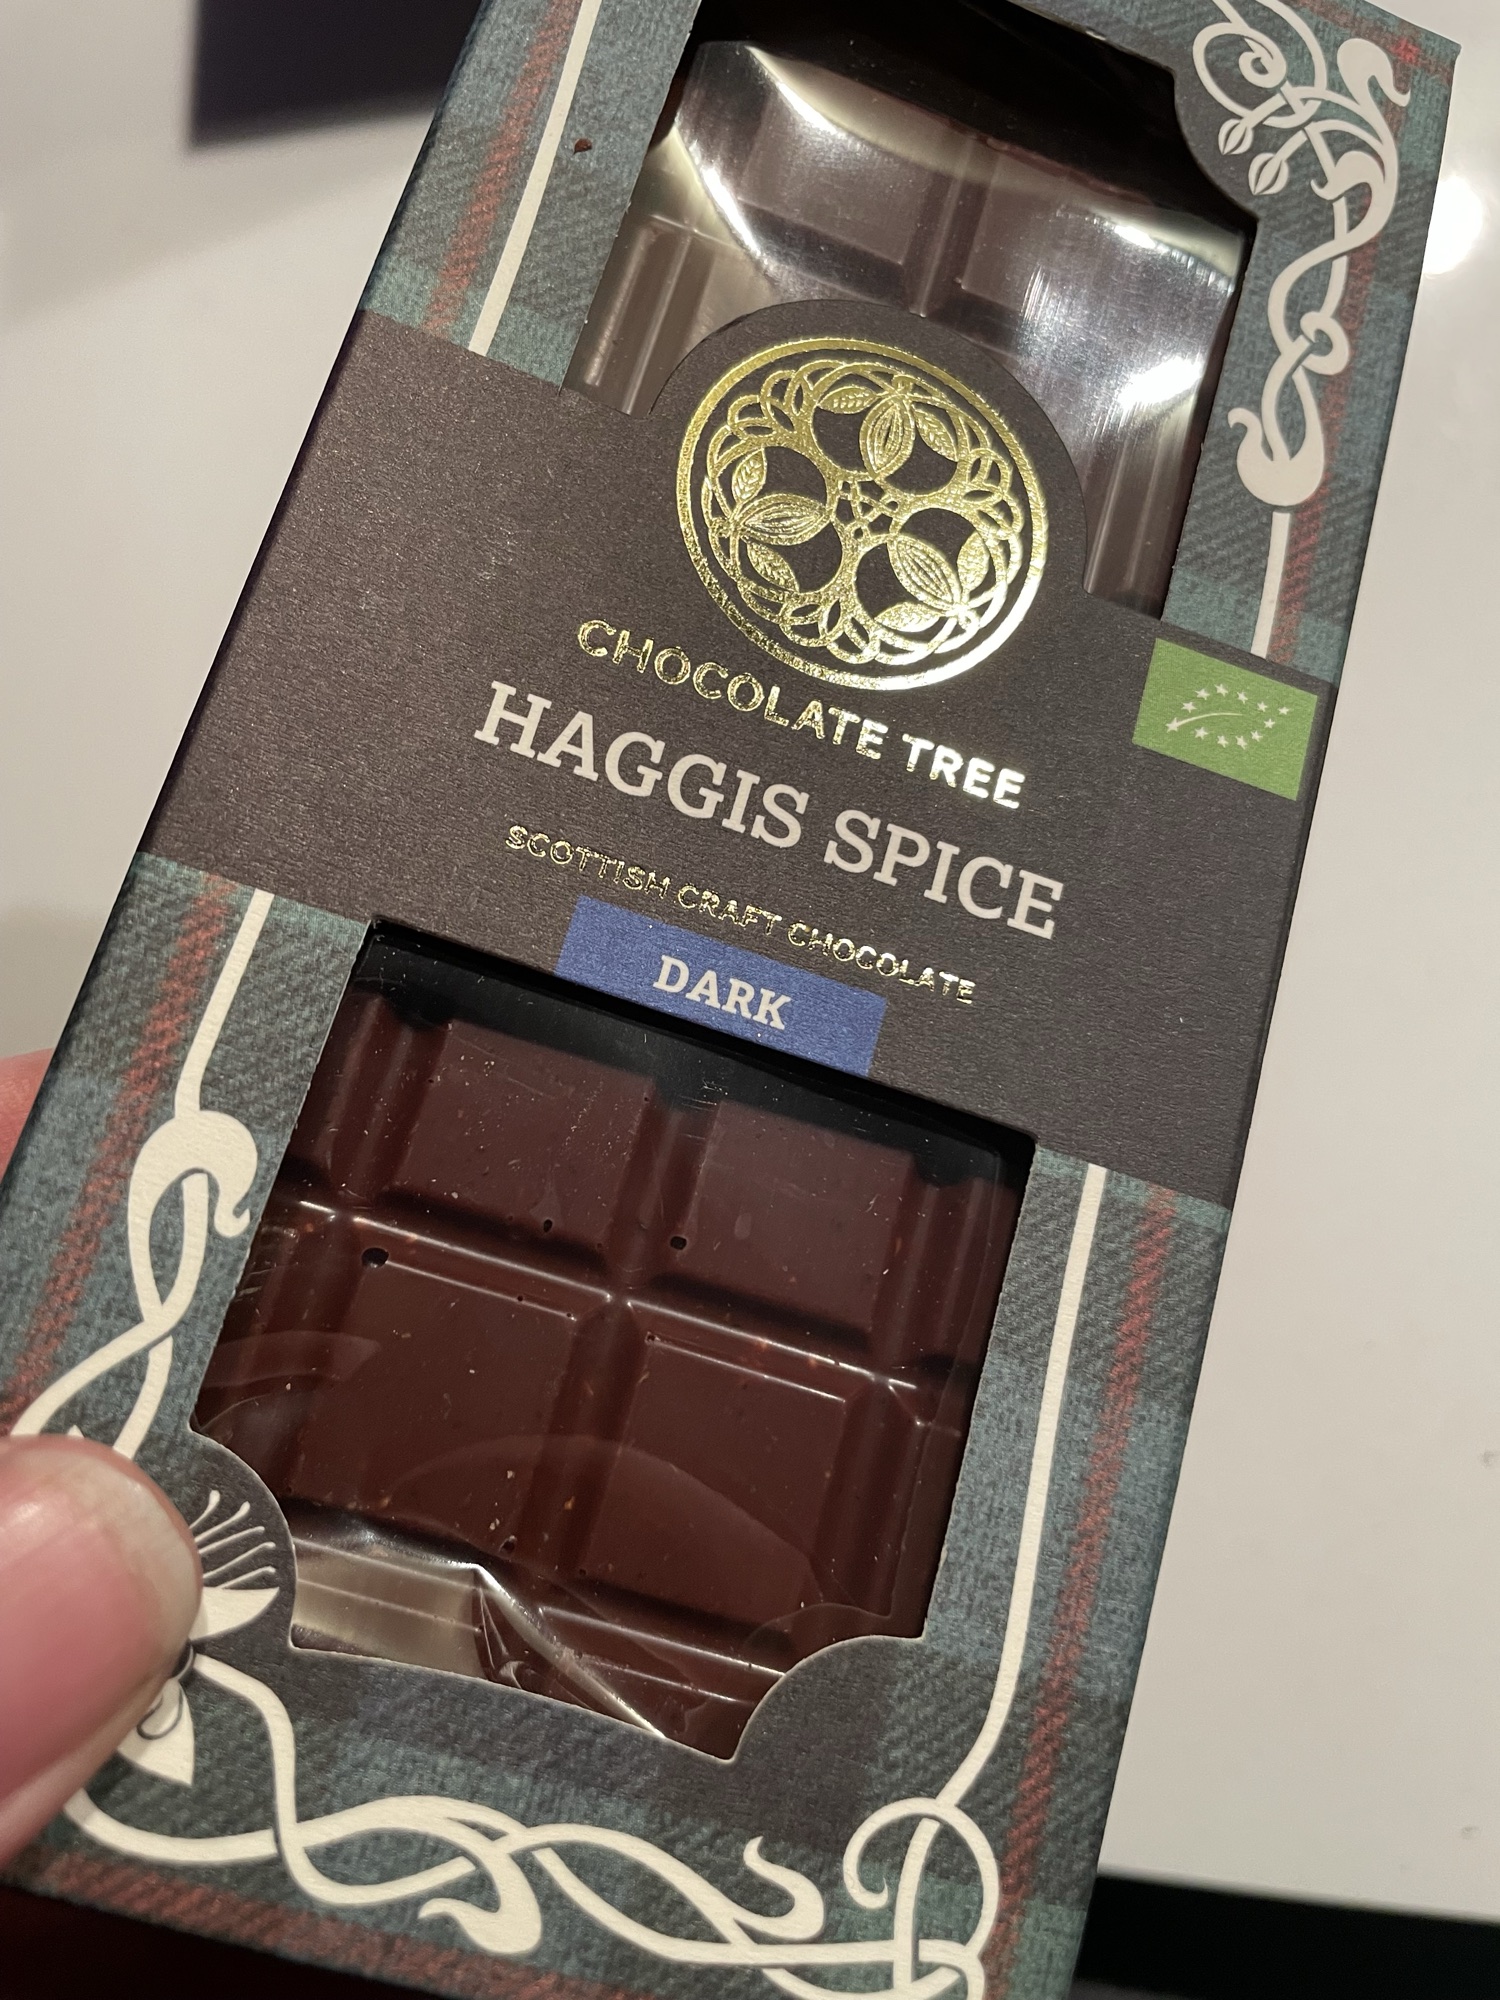 CHOCOLATE TREE
HAGGIS SPICE
SCOTTISH CRAFT CHOCOLATE
DARK